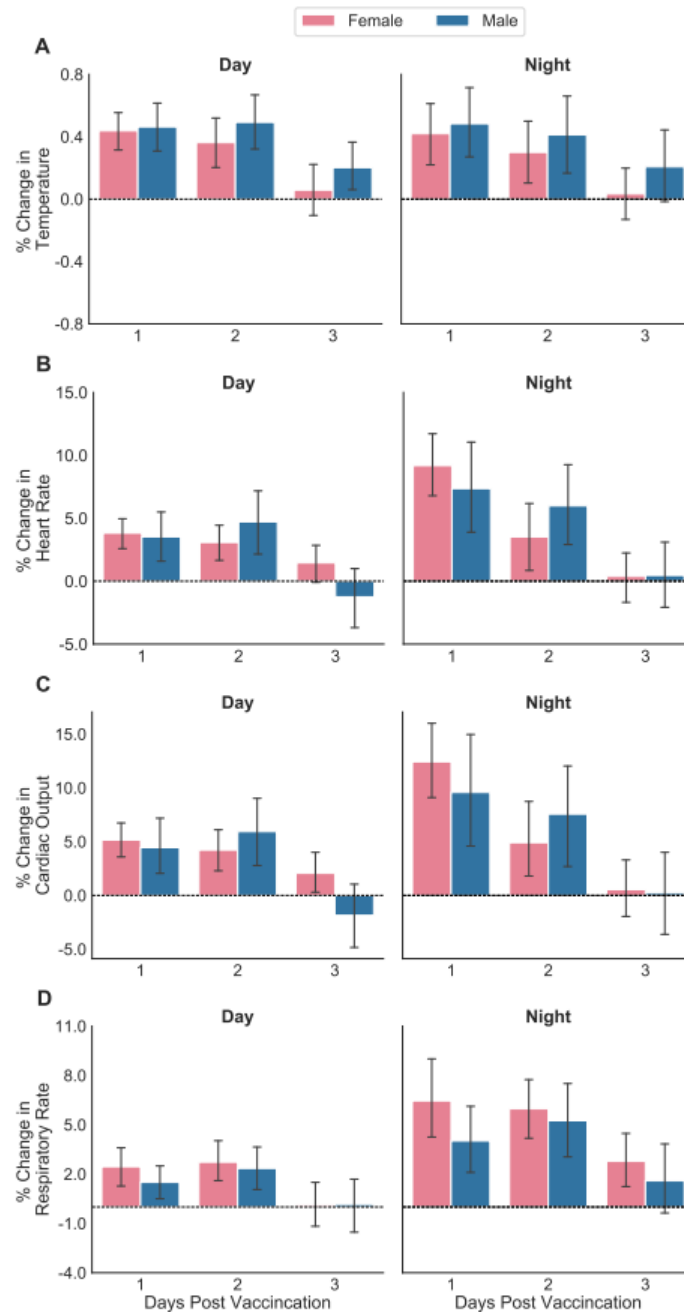 Female Male
A
Day Night
% Change in
Temperature
0.8
0.4
0.0
-0.4
-0.8
1 2 3 1 2 3
B
Day Night
% Change in
Heart Rate
15.0
10.0
5.0
0.0
-5.0
1 2 3 1 2 3
C
Day Night
% Change in
Cardiac Output
15.0
10.0
5.0
0.0
-5.0
1 2 3 1 2 3
D
Day Night
% Change in
Respiratory Rate
11.0
8.0
5.0
2.0
-1.0
-4.0
1 2 3 1 2 3
Days Post Vaccincation Days Post Vaccincation